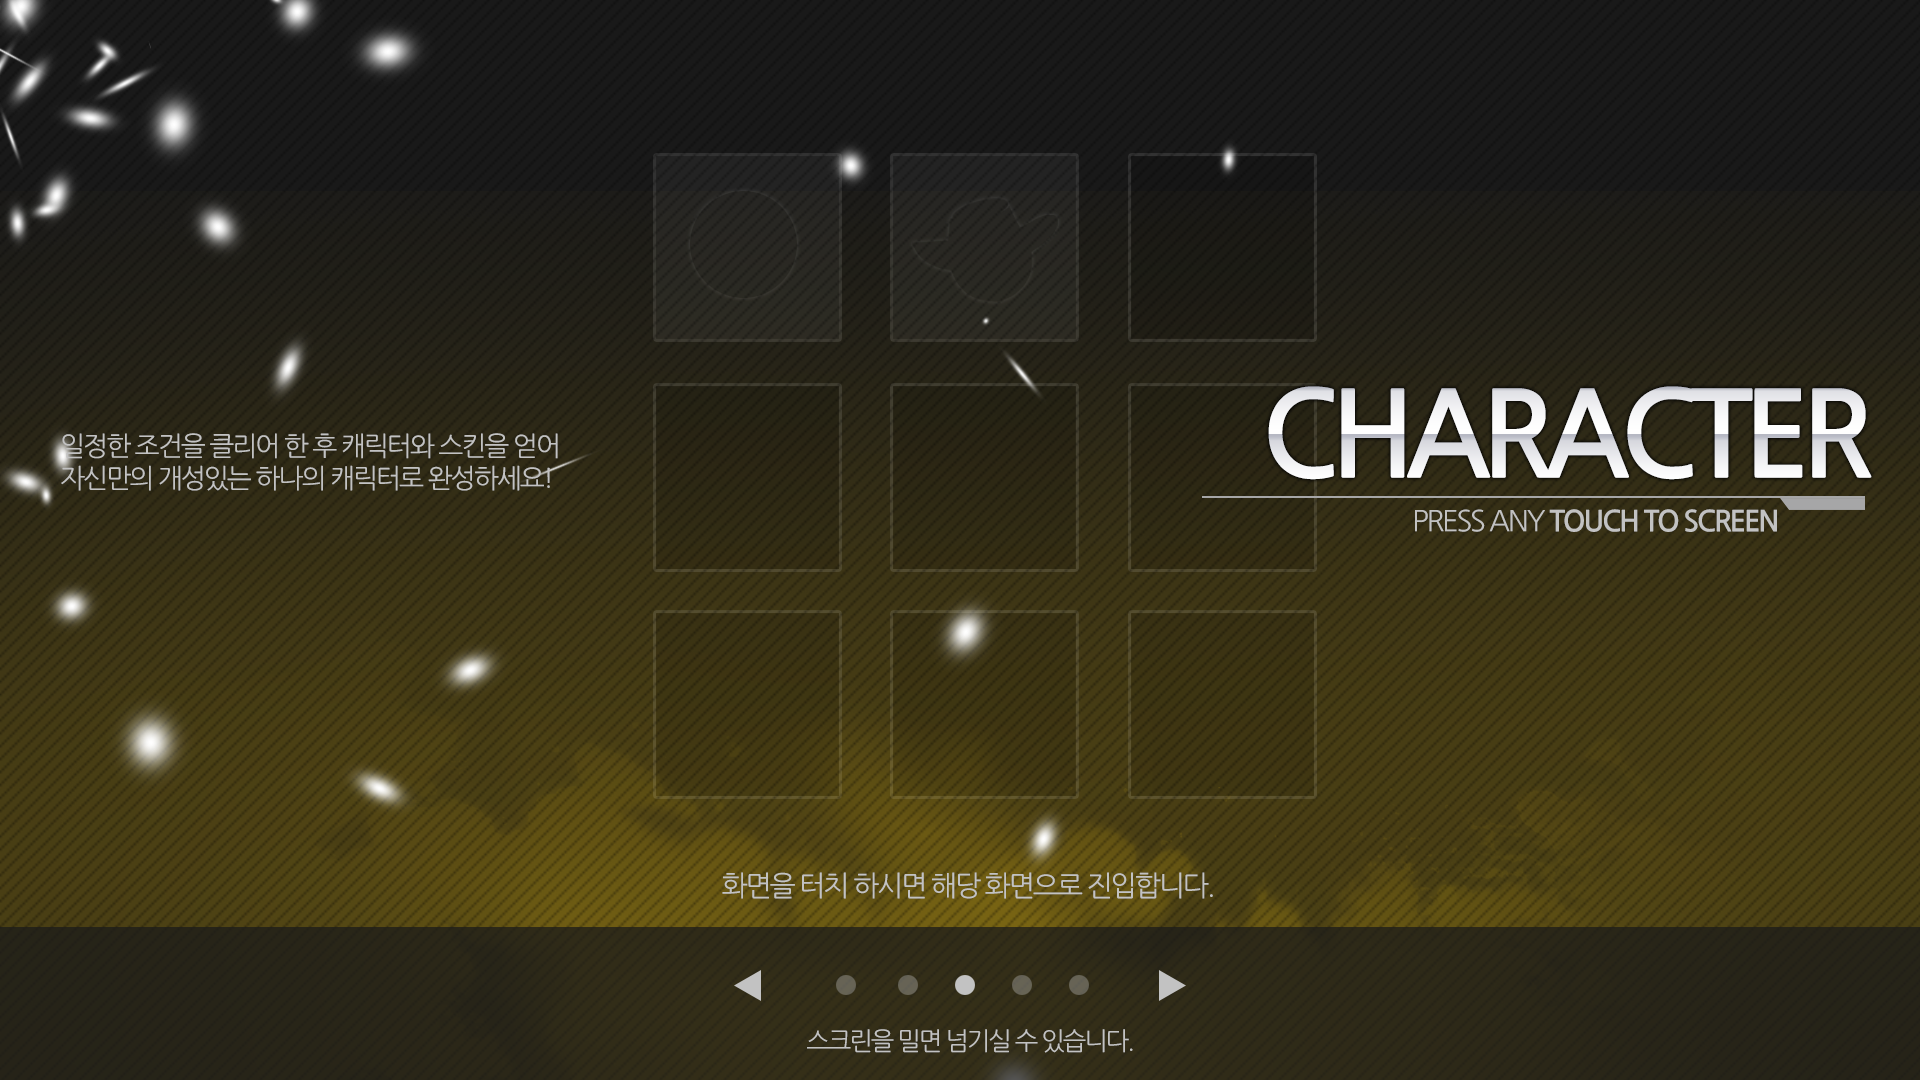 일정한 조건을 클리어 한 후 캐릭터와 스킨을 얻어
자신만의 개성있는 하나의 캐릭터로 완성하세요!
CHARACTER
PRESS ANY TOUCH TO SCREEN
화면을 터치 하시면 해당 화면으로 진입합니다.
스크린을 밀면 넘기실 수 있습니다.